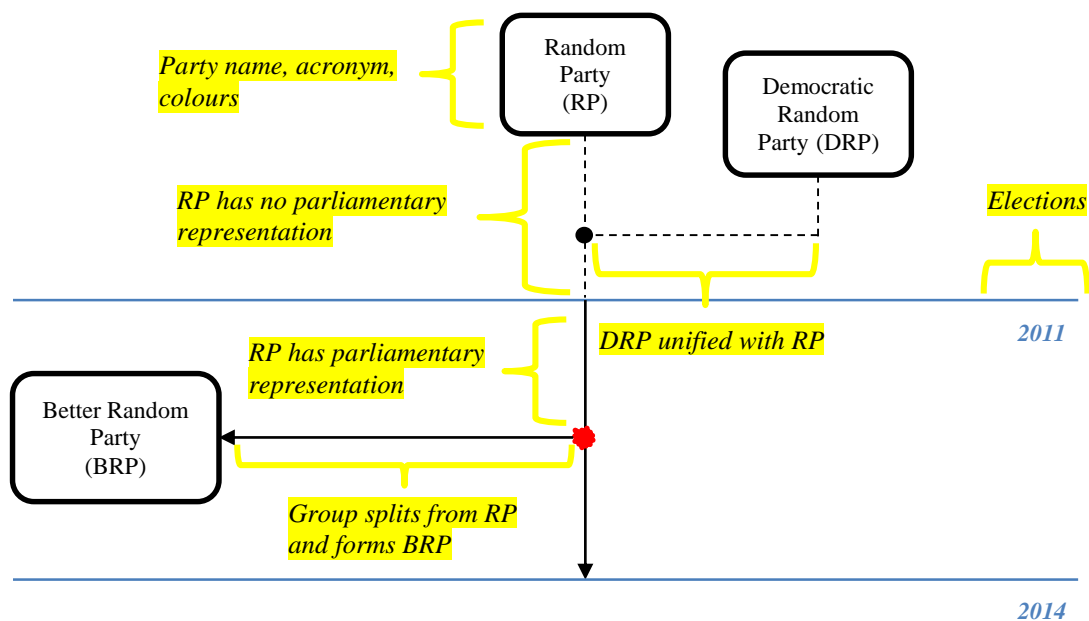 Random
Party
(RP)
Party name, acronym,
colours
Democratic
Random
Party (DRP)
RP has no parliamentary
representation
Elections
2011
DRP unified with RP
RP has parliamentary
representation
Better Random
Party
(BRP)
Group splits from RP
and forms BRP
2014